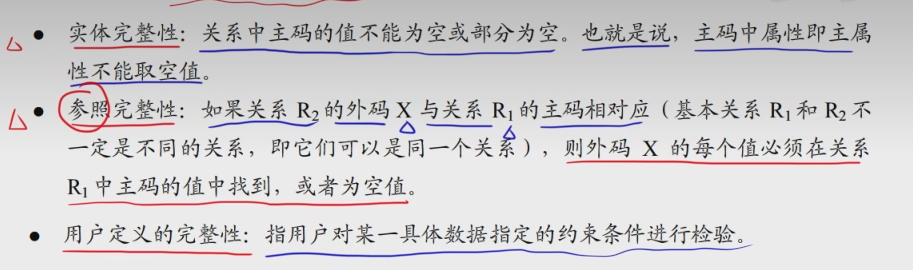 ● 实体完整性：关系中主码的值不能为空或部分为空。也就是说，主码中属性即主属
性不能取空值。
● 参照完整性：如果关系 R₂ 的外码 X 与关系 R₁ 的主码相对应（基本关系 R₁ 和 R₂ 不
一定是不同的关系，即它们可以是同一个关系），则外码 X 的每个值必须在关系
R₁ 中主码的值中找到，或者为空值。
● 用户定义的完整性：指用户对某一具体数据指定的约束条件进行检验。